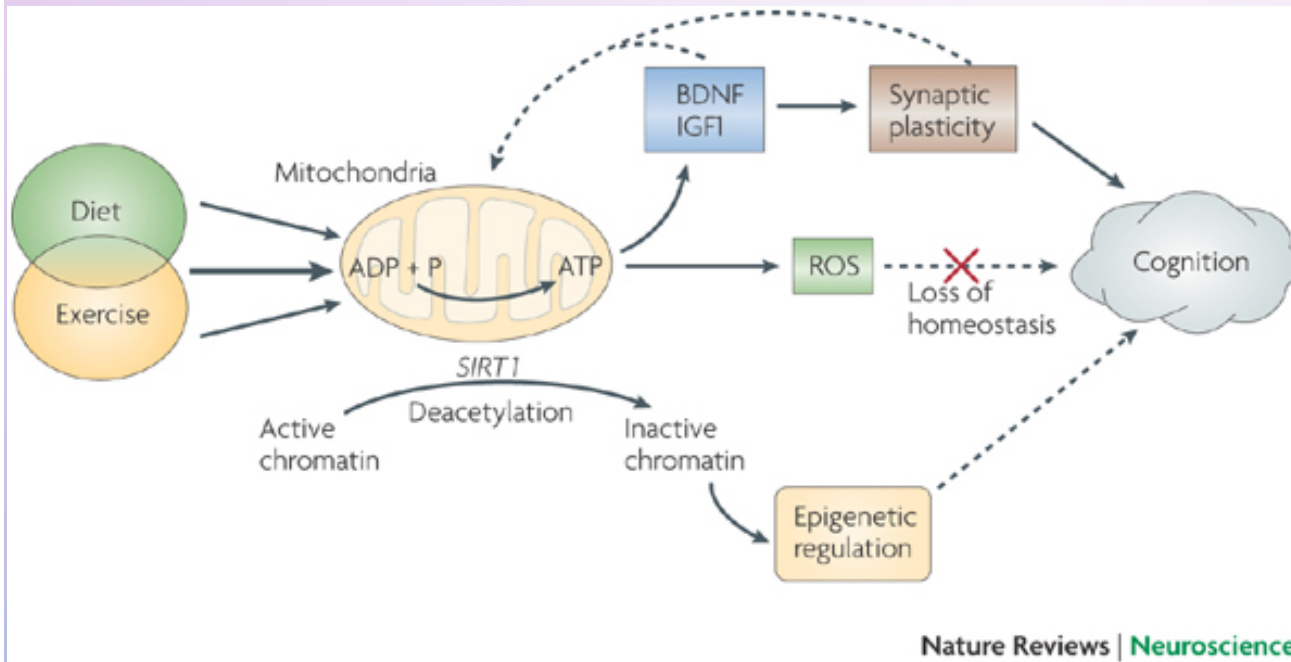 BDNF
IGF1
Synaptic
plasticity
Mitochondria
Diet
Exercise
ADP + P
ATP
ROS
Loss of
homeostasis
Cognition
SIRT1
Deacetylation
Active
chromatin
Inactive
chromatin
Epigenetic
regulation
Nature Reviews | Neuroscience